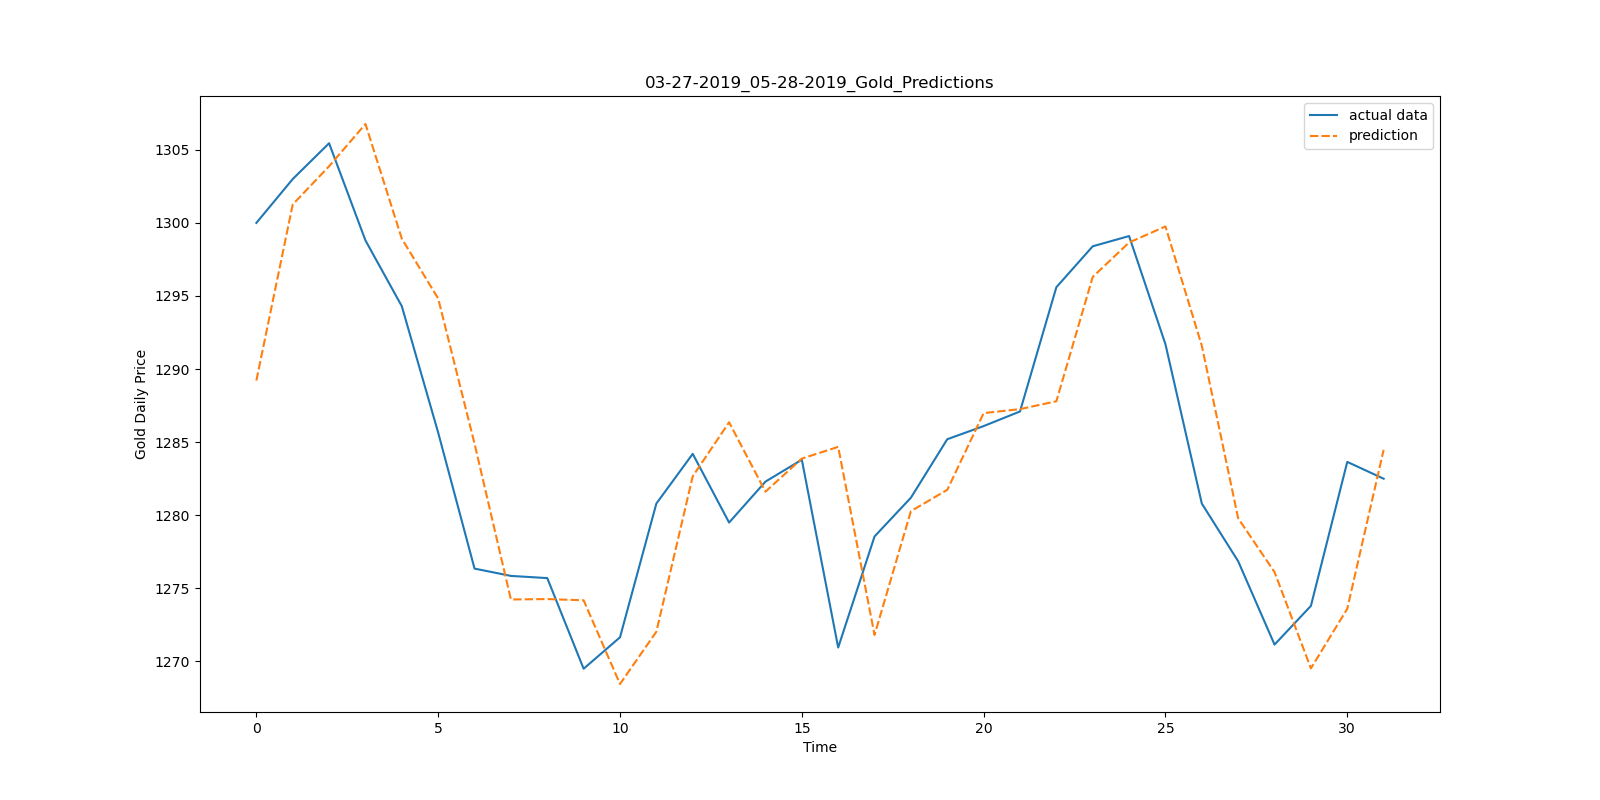 03-27-2019_05-28-2019_Gold_Predictions
actual data
prediction
1305
1300
1295
1290
1285
1280
1275
1270
Gold Daily Price
0 5 10 15 20 25 30
Time